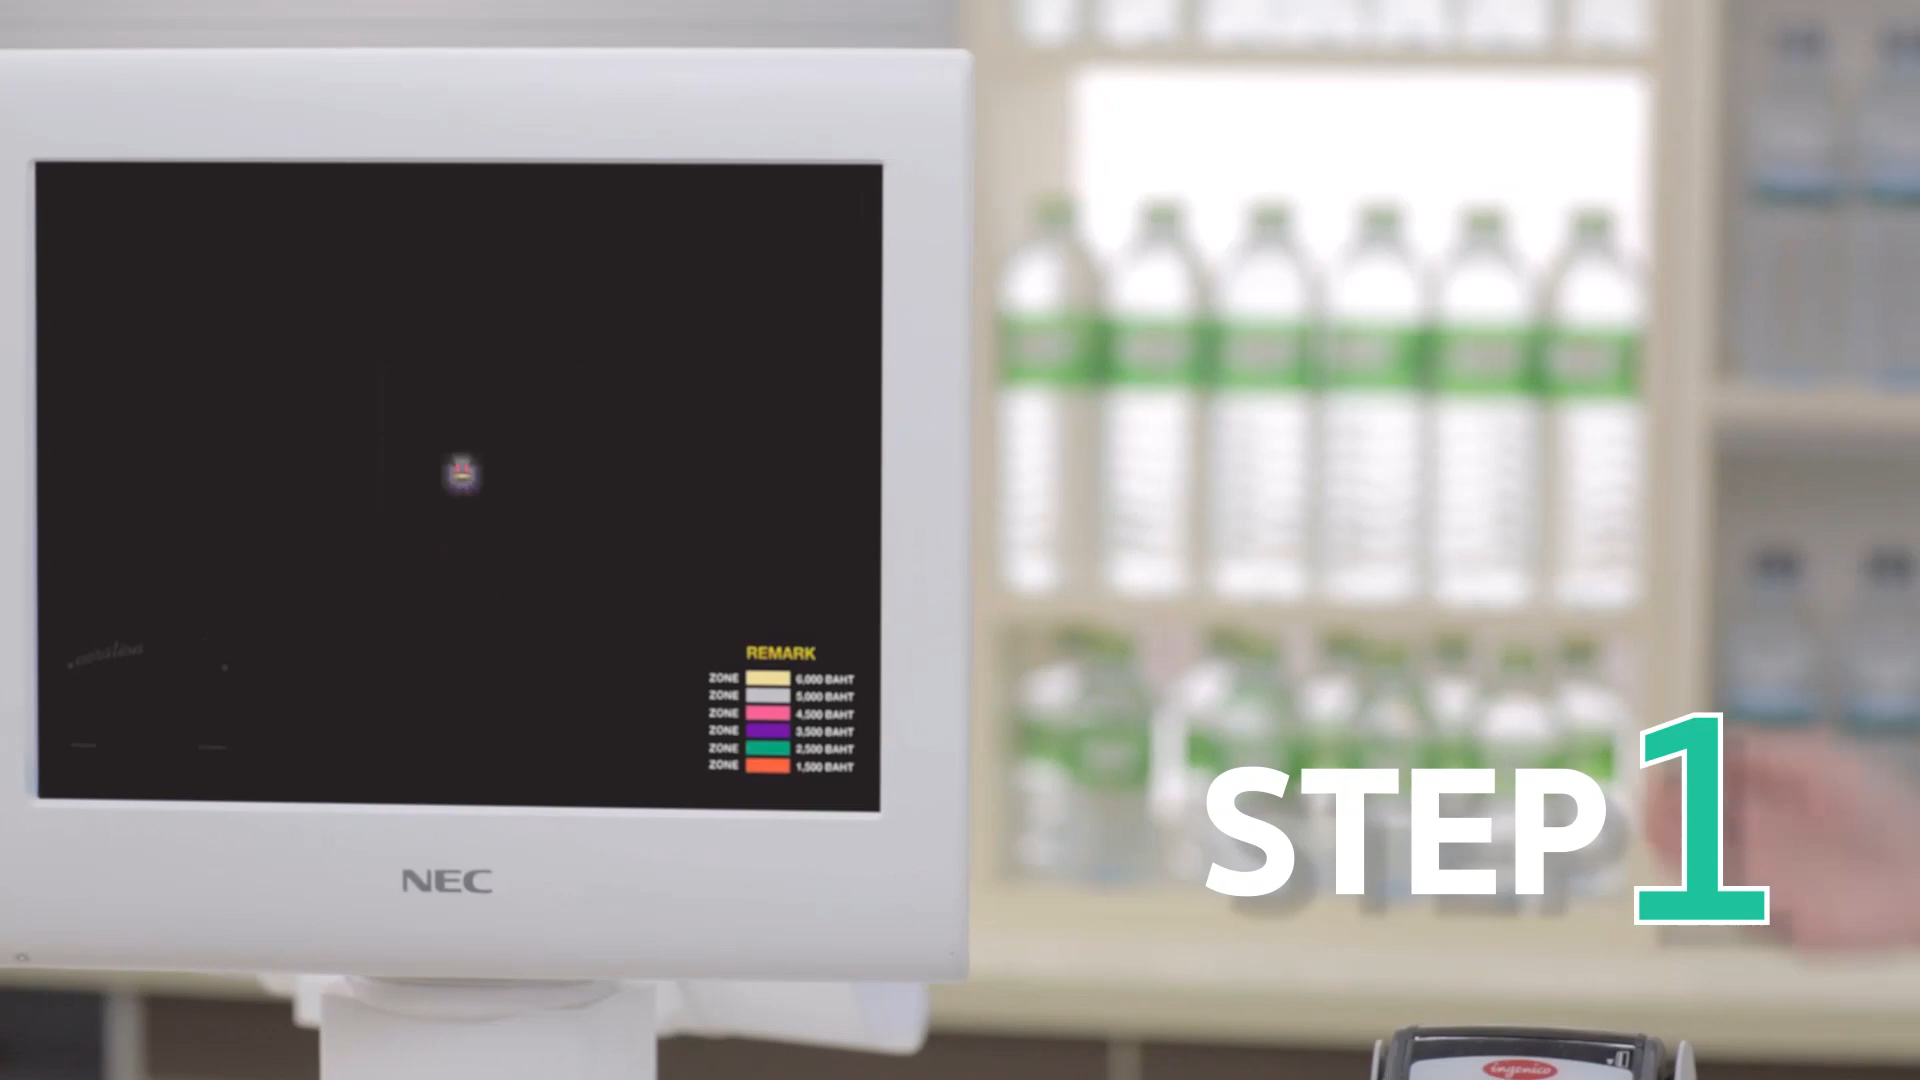 REMARK
ZONE 6,000 BAHT
ZONE 5,000 BAHT
ZONE 4,500 BAHT
ZONE 3,500 BAHT
ZONE 2,500 BAHT
ZONE 1,500 BAHT
NEC
STEP 1
ingenico